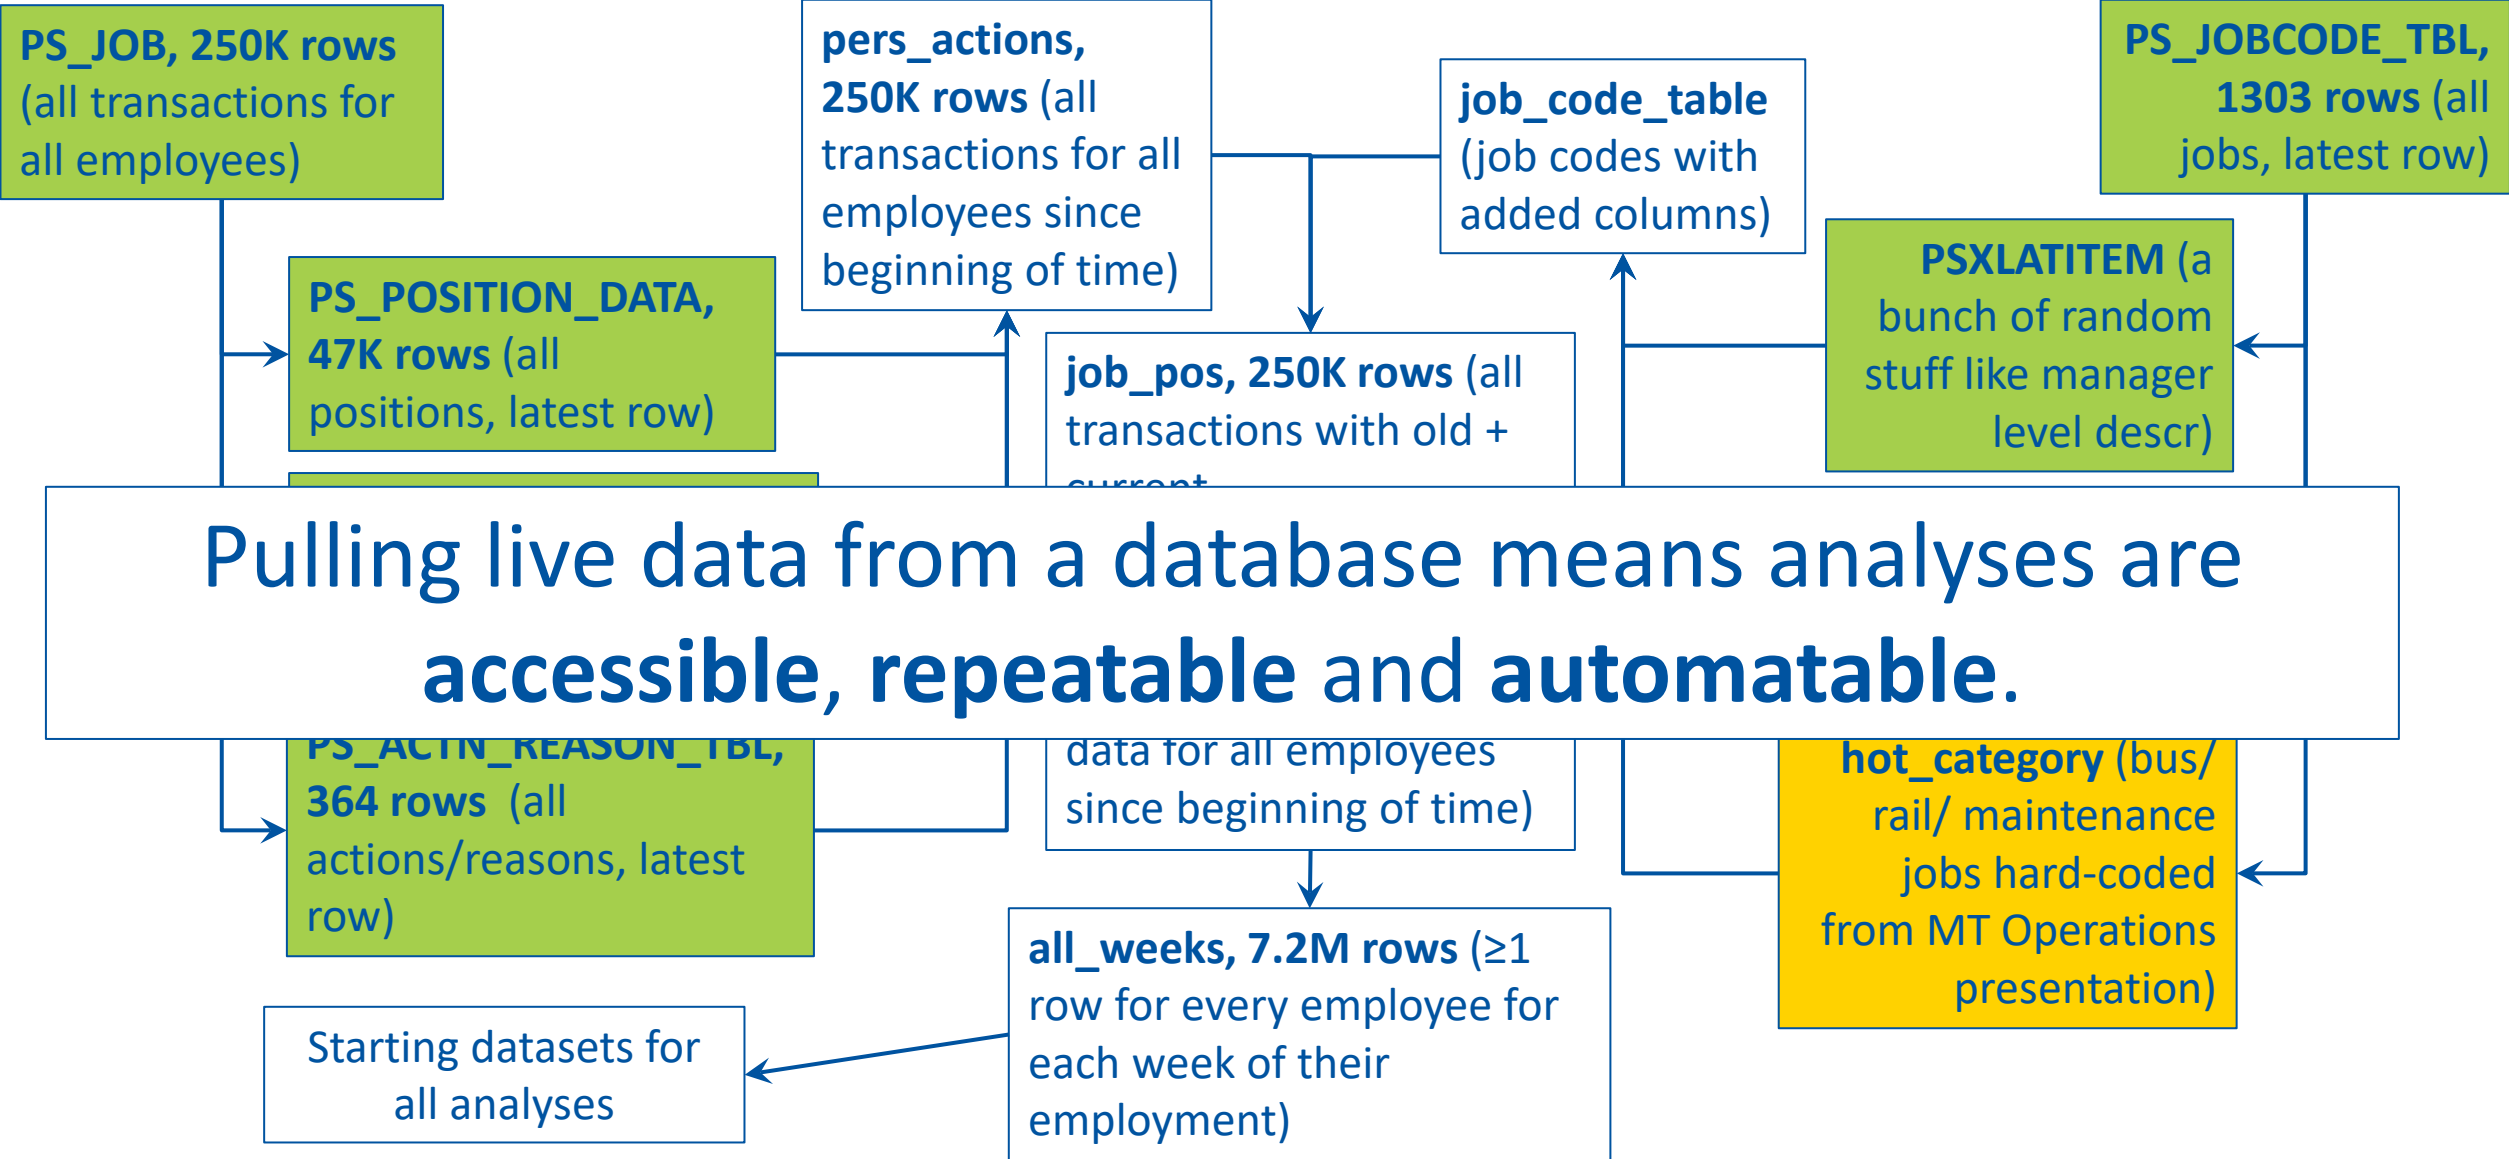 PS_JOB, 250K rows
(all transactions for
all employees)
pers_actions,
250K rows (all
transactions for all
employees since
beginning of time)
job_code_table
(job codes with
added columns)
PS_JOBCODE_TBL,
1303 rows (all
jobs, latest row)
PS_POSITION_DATA,
47K rows (all
positions, latest row)
job_pos, 250K rows (all
transactions with old +
current
PSXLATITEM (a
bunch of random
stuff like manager
level descr)
Pulling live data from a database means analyses are
accessible, repeatable and automatable.
PS_ACTN_REASON_TBL,
364 rows (all
actions/reasons, latest
row)
data for all employees
since beginning of time)
hot_category (bus/
rail/ maintenance
jobs hard-coded
from MT Operations
presentation)
all_weeks, 7.2M rows (≥1
row for every employee for
each week of their
employment)
Starting datasets for
all analyses